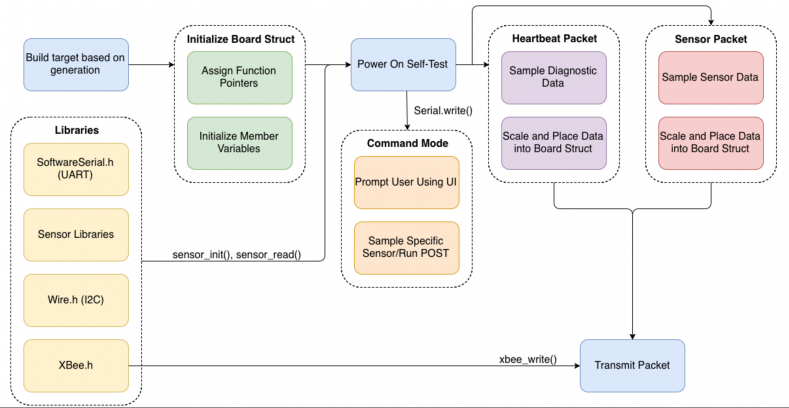 Build target based on
generation
Initialize Board Struct
Assign Function
Pointers
Initialize Member
Variables
Power On Self-Test
Serial.write()
Heartbeat Packet
Sample Diagnostic
Data
Scale and Place Data
into Board Struct
Sensor Packet
Sample Sensor Data
Scale and Place Data
into Board Struct
Libraries
SoftwareSerial.h
(UART)
Sensor Libraries
Wire.h (I2C)
XBee.h
sensor_init(), sensor_read()
Command Mode
Prompt User Using UI
Sample Specific
Sensor/Run POST
xbee_write()
Transmit Packet